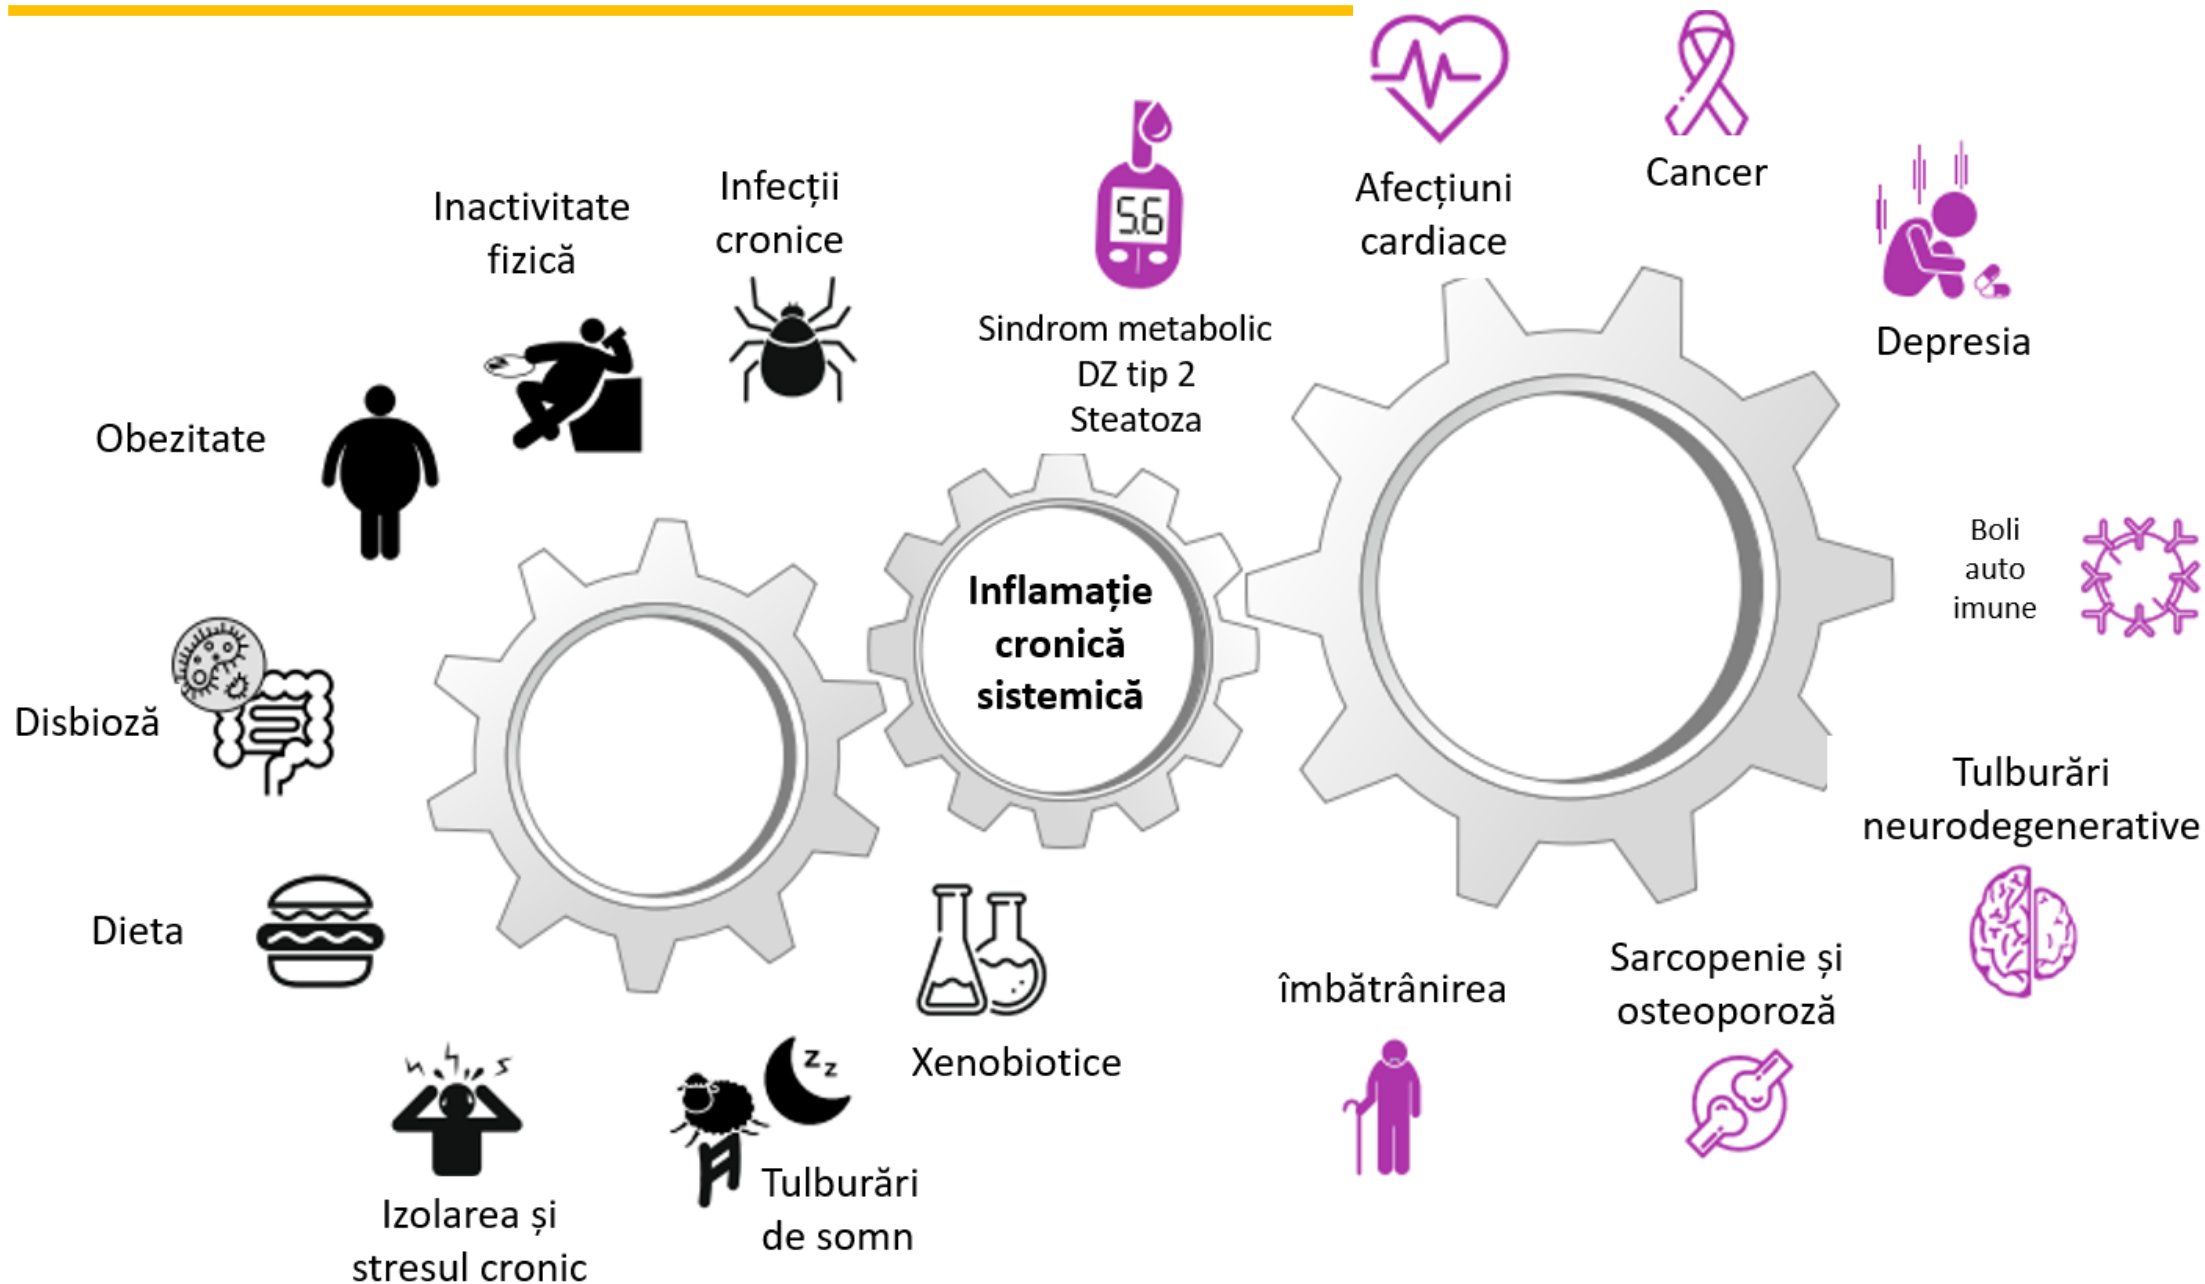 Inactivitate
fizică
Infecții
cronice
5.6
Sindrom metabolic
DZ tip 2
Steatoza
Afecțiuni
cardiace
Cancer
Depresia
Obezitate
Boli
auto
imune
Inflamație
cronică
sistemică
Disbioză
Tulburări
neurodegenerative
Dieta
Xenobiotice
îmbătrânirea
Sarcopenie și
osteoporoză
z z
Tulburări
de somn
Izolarea și
stresul cronic